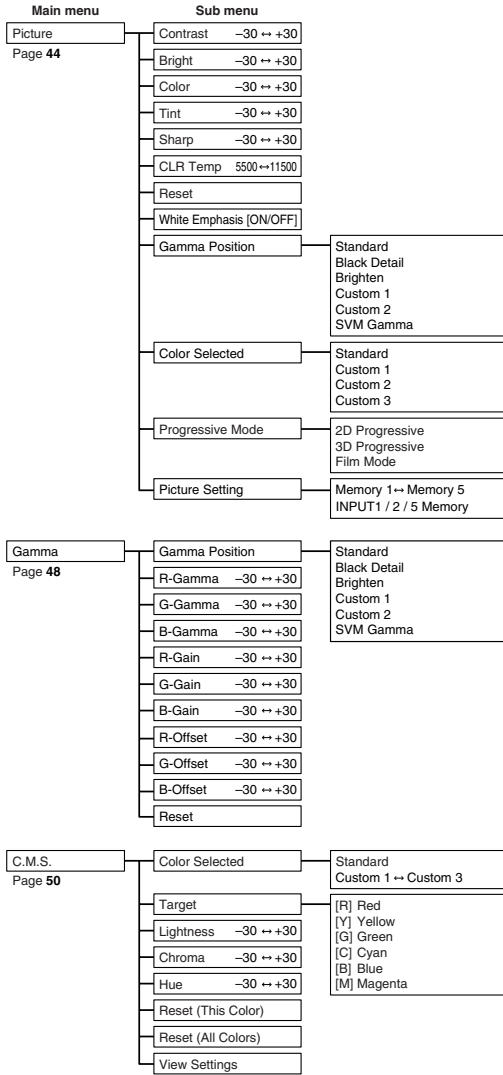 Main menu Sub menu
Picture
Page 44
Contrast –30 ↔ +30
Bright –30 ↔ +30
Color –30 ↔ +30
Tint –30 ↔ +30
Sharp –30 ↔ +30
CLR Temp 5500↔11500
Reset
White Emphasis [ON/OFF]
Gamma Position
Standard
Black Detail
Brighten
Custom 1
Custom 2
SVM Gamma
Color Selected
Standard
Custom 1
Custom 2
Custom 3
Progressive Mode
2D Progressive
3D Progressive
Film Mode
Picture Setting
Memory 1↔ Memory 5
INPUT1 / 2 / 5 Memory
Gamma
Page 48
Gamma Position
Standard
Black Detail
Brighten
Custom 1
Custom 2
SVM Gamma
R-Gamma –30 ↔ +30
G-Gamma –30 ↔ +30
B-Gamma –30 ↔ +30
R-Gain –30 ↔ +30
G-Gain –30 ↔ +30
B-Gain –30 ↔ +30
R-Offset –30 ↔ +30
G-Offset –30 ↔ +30
B-Offset –30 ↔ +30
Reset
C.M.S.
Page 50
Color Selected
Standard
Custom 1 ↔ Custom 3
Target
[R] Red
[Y] Yellow
[G] Green
[C] Cyan
[B] Blue
[M] Magenta
Lightness –30 ↔ +30
Chroma –30 ↔ +30
Hue –30 ↔ +30
Reset (This Color)
Reset (All Colors)
View Settings